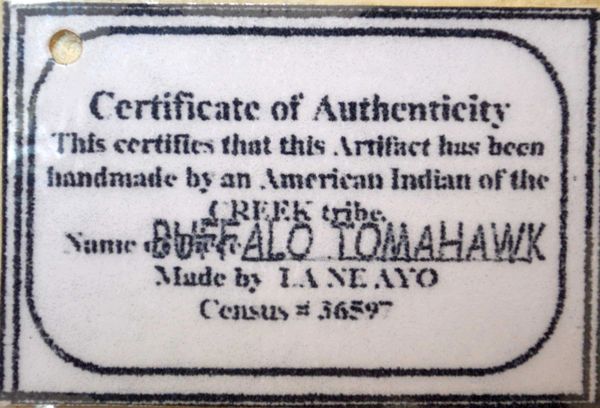 Certificate of Authenticity
This certifies that this Artifact has been
handmade by an American Indian of the
CREEK tribe.
Name of BUFFALO TOMAHAWK
Made by LA NE AYO
Census # 36597